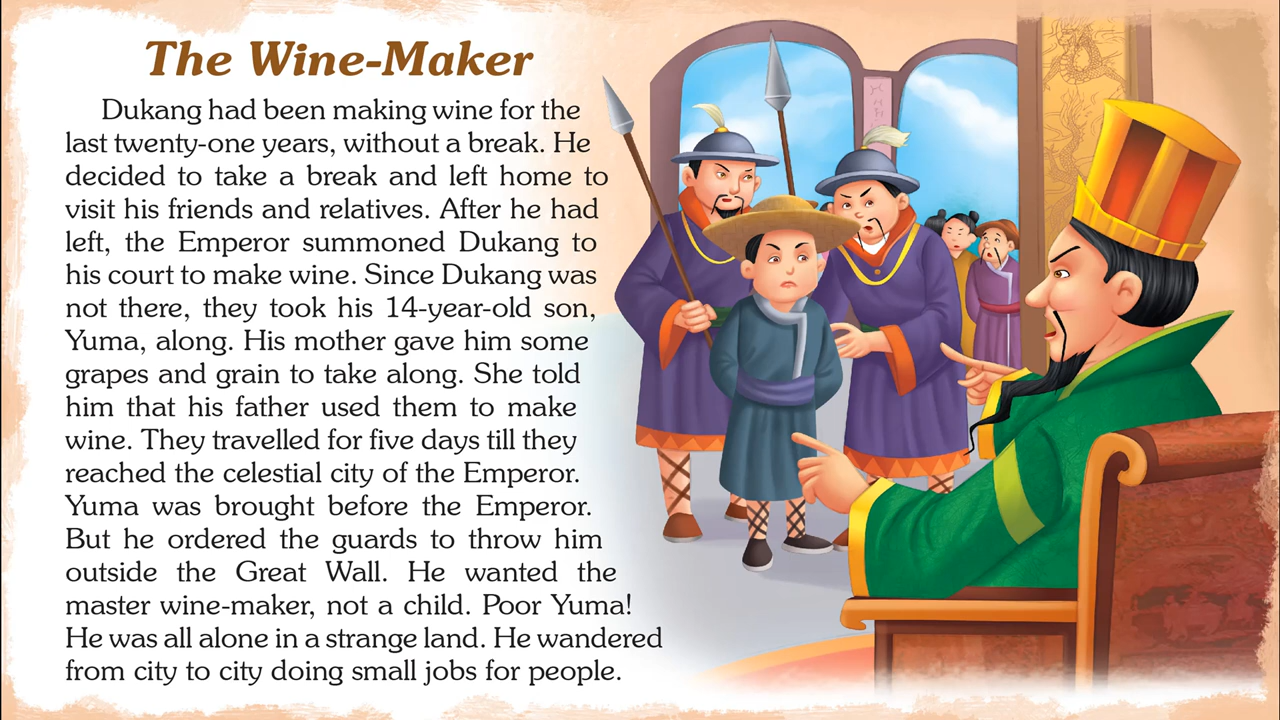 The Wine-Maker
Dukang had been making wine for the
last twenty-one years, without a break. He
decided to take a break and left home to
visit his friends and relatives. After he had
left, the Emperor summoned Dukang to
his court to make wine. Since Dukang was
not there, they took his 14-year-old son,
Yuma, along. His mother gave him some
grapes and grain to take along. She told
him that his father used them to make
wine. They travelled for five days till they
reached the celestial city of the Emperor.
Yuma was brought before the Emperor.
But he ordered the guards to throw him
outside the Great Wall. He wanted the
master wine-maker, not a child. Poor Yuma!
He was all alone in a strange land. He wandered
from city to city doing small jobs for people.